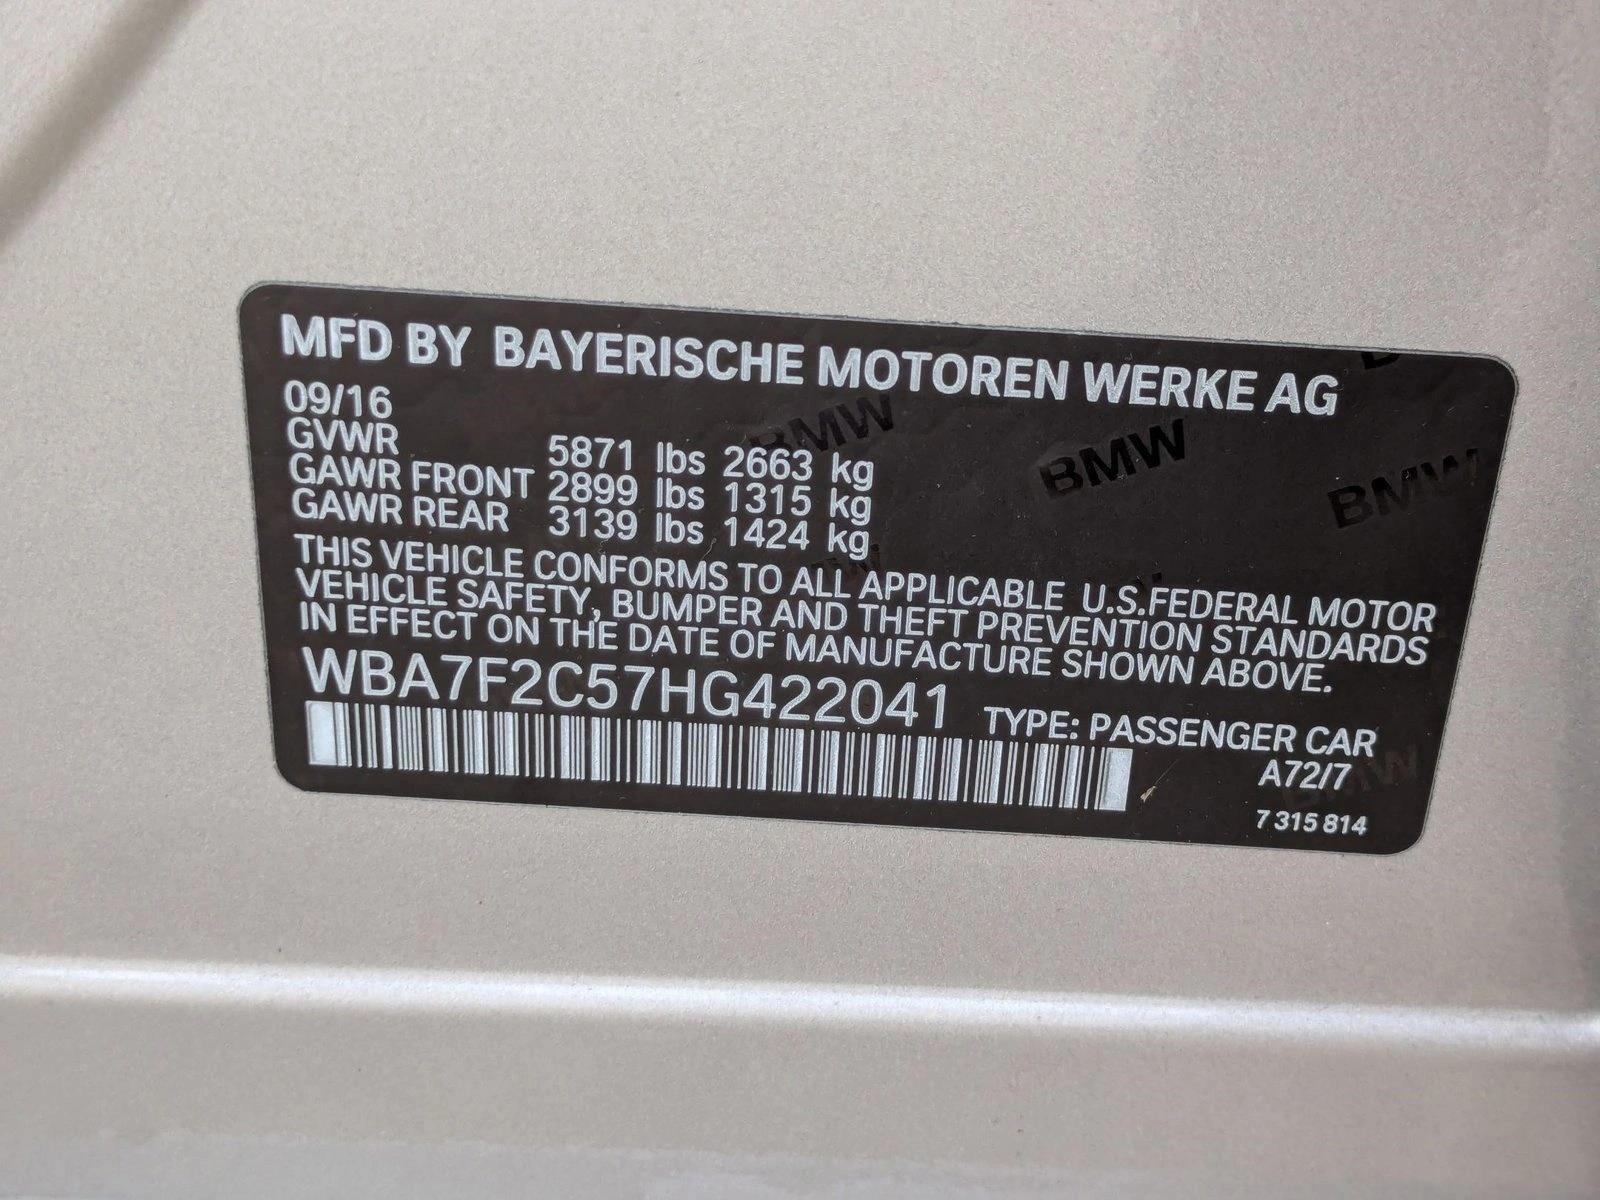 MFD BY BAYERISCHE MOTOREN WERKE AG
09/16
GVWR 5871 lbs 2663 kg
GAWR FRONT 2899 lbs 1315 kg
GAWR REAR 3139 lbs 1424 kg
THIS VEHICLE CONFORMS TO ALL APPLICABLE U.S.FEDERAL MOTOR
VEHICLE SAFETY, BUMPER AND THEFT PREVENTION STANDARDS
IN EFFECT ON THE DATE OF MANUFACTURE SHOWN ABOVE.
WBA7F2C57HG422041 TYPE: PASSENGER CAR
A72/7
7 315 814
BMW
BMW
BMW
BMW